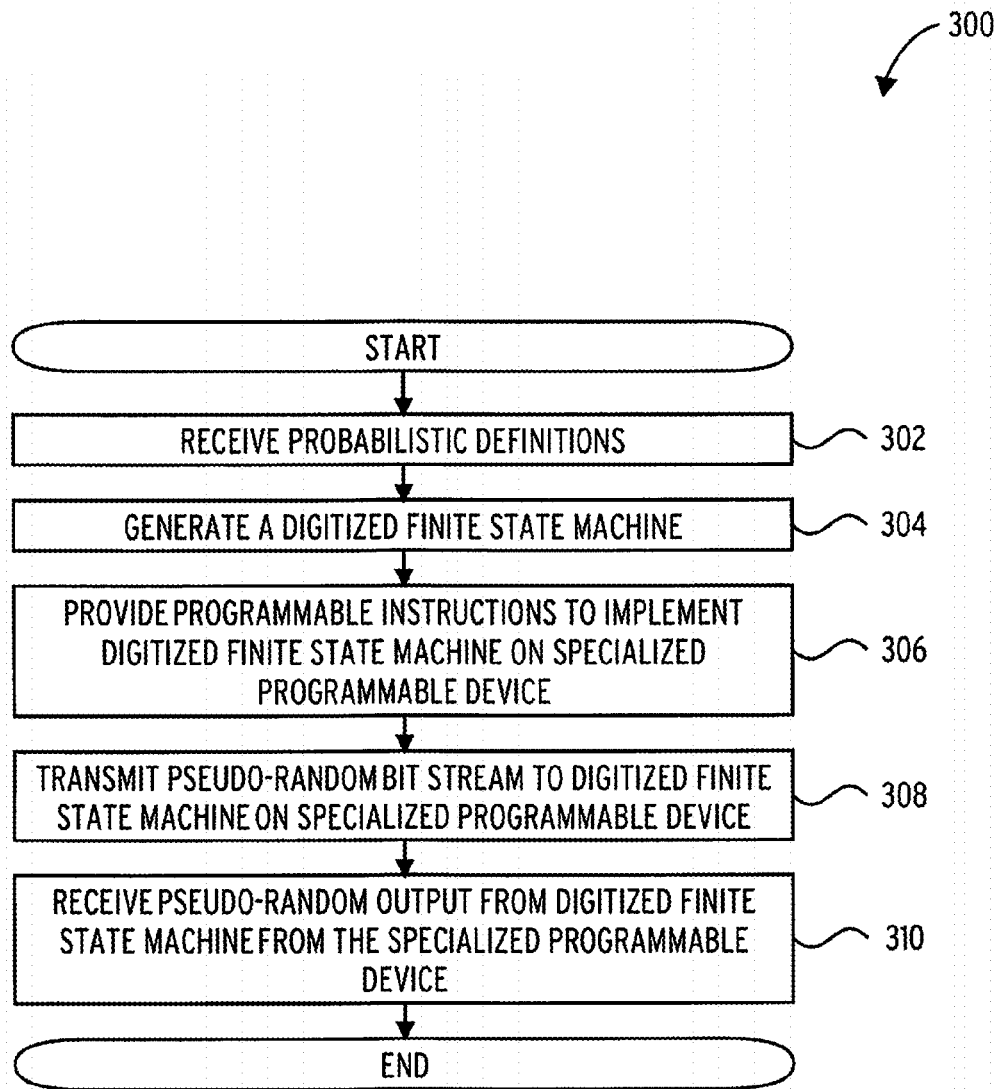 300
START
RECEIVE PROBABILISTIC DEFINITIONS
302
GENERATE A DIGITIZED FINITE STATE MACHINE
304
PROVIDE PROGRAMMABLE INSTRUCTIONS TO IMPLEMENT
DIGITIZED FINITE STATE MACHINE ON SPECIALIZED
PROGRAMMABLE DEVICE
306
TRANSMIT PSEUDO-RANDOM BIT STREAM TO DIGITIZED FINITE
STATE MACHINE ON SPECIALIZED PROGRAMMABLE DEVICE
308
RECEIVE PSEUDO-RANDOM OUTPUT FROM DIGITIZED FINITE
STATE MACHINE FROM THE SPECIALIZED PROGRAMMABLE
DEVICE
310
END